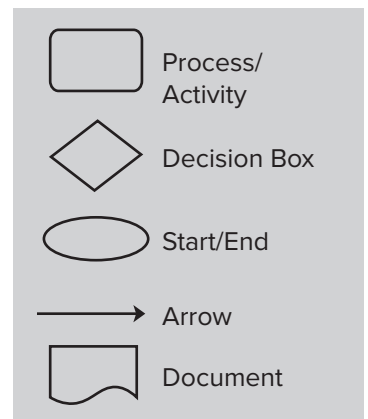 Process/
Activity
Decision Box
Start/End
Arrow
Document